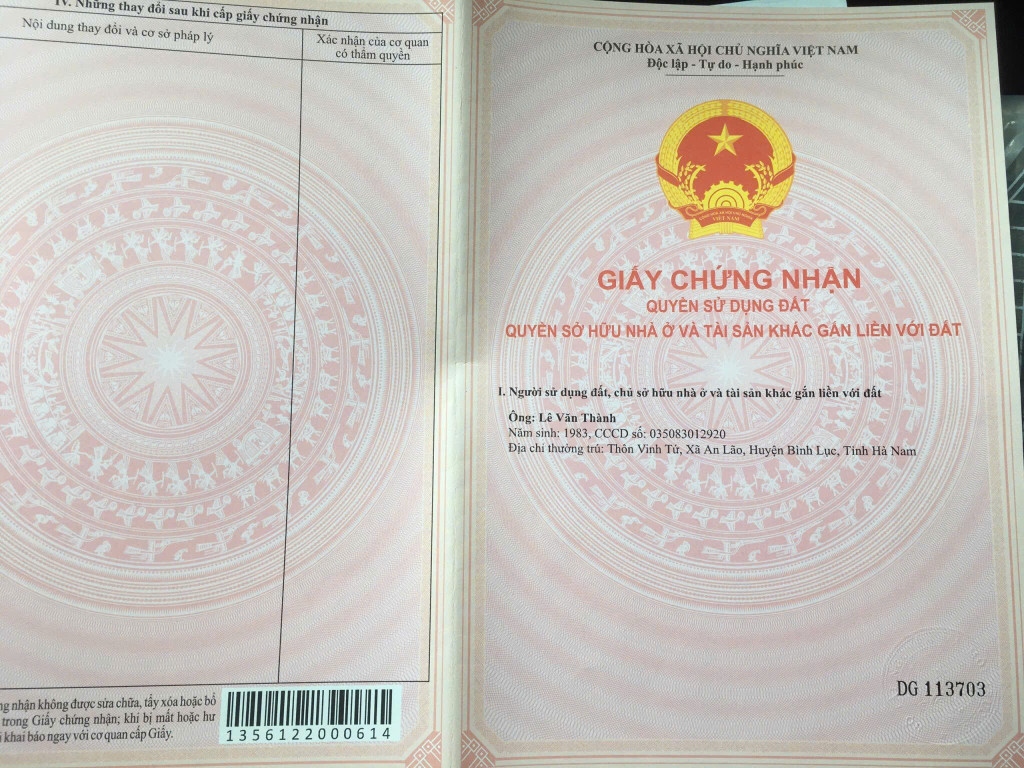 IV. Những thay đổi sau khi cấp giấy chứng nhận
Nội dung thay đổi và cơ sở pháp lý
Xác nhận của cơ quan
có thẩm quyền
không được sửa chữa, tẩy xóa hoặc bổ
trong Giấy chứng nhận; khi bị mất hoặc hư
khai báo ngay với cơ quan cấp Giấy.
1356122000614
CỘNG HÒA XÃ HỘI CHỦ NGHĨA VIỆT NAM
Độc lập - Tự do - Hạnh phúc
VIỆT NAM
GIẤY CHỨNG NHẬN
QUYỀN SỬ DỤNG ĐẤT
QUYỀN SỞ HỮU NHÀ Ở VÀ TÀI SẢN KHÁC GẮN LIỀN VỚI ĐẤT
I. Người sử dụng đất, chủ sở hữu nhà ở và tài sản khác gắn liền với đất
Ông: Lê Văn Thành
Năm sinh: 1983, CCCD số: 035083012920
Địa chỉ thường trú: Thôn Vĩnh Tứ, Xã An Lão, Huyện Bình Lục, Tỉnh Hà Nam
DG 113703